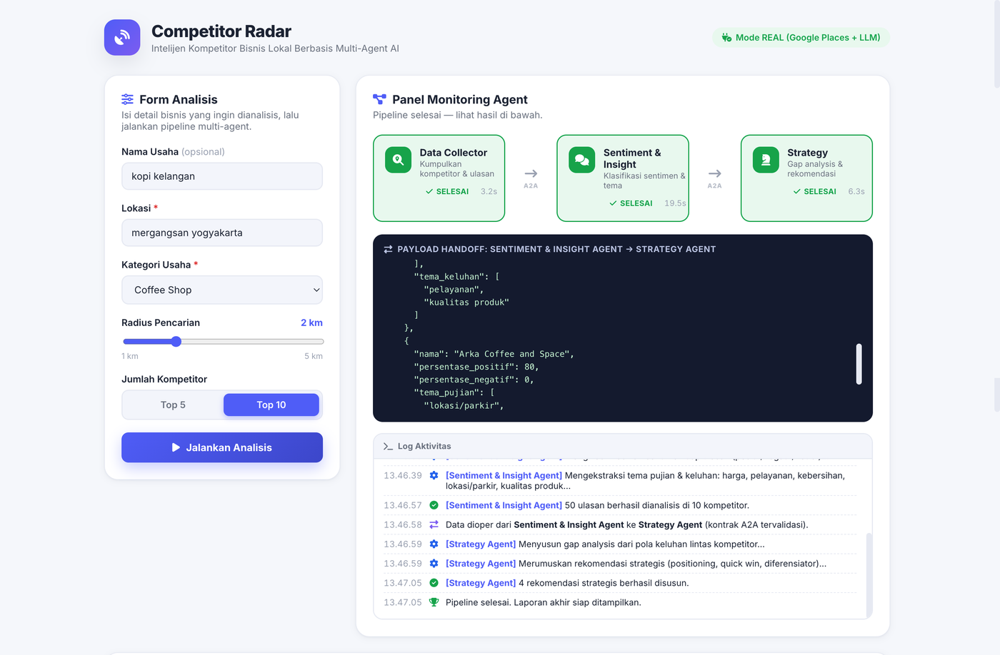 Competitor Radar
Intelijen Kompetitor Bisnis Lokal Berbasis Multi-Agent AI
Mode REAL (Google Places + LLM)
Form Analisis
Isi detail bisnis yang ingin dianalisis, lalu
jalankan pipeline multi-agent.
Nama Usaha (opsional)
kopi kelangan
Lokasi *
mergangsan yogyakarta
Kategori Usaha *
Coffee Shop
Radius Pencarian 2 km
1 km 5 km
Jumlah Kompetitor
Top 5 Top 10
Jalankan Analisis
Panel Monitoring Agent
Pipeline selesai — lihat hasil di bawah.
Data Collector
Kumpulkan
kompetitor & ulasan
SELESAI 3.2s
A2A
Sentiment &
Insight
Klasifikasi sentimen &
tema
SELESAI 19.5s
A2A
Strategy
Gap analysis &
rekomendasi
SELESAI 6.3s
PAYLOAD HANDOFF: SENTIMENT & INSIGHT AGENT → STRATEGY AGENT
],
"tema_keluhan": [
"pelayanan",
"kualitas produk"
]
},
{
"nama": "Arka Coffee and Space",
"persentase_positif": 80,
"persentase_negatif": 0,
"tema_pujian": [
"lokasi/parkir",
Log Aktivitas
13.46.39 [Sentiment & Insight Agent] Mengekstraksi tema pujian & keluhan: harga, pelayanan, kebersihan,
lokasi/parkir, kualitas produk...
13.46.57 [Sentiment & Insight Agent] 50 ulasan berhasil dianalisis di 10 kompetitor.
13.46.58 Data dioper dari Sentiment & Insight Agent ke Strategy Agent (kontrak A2A tervalidasi).
13.46.59 [Strategy Agent] Menyusun gap analysis dari pola keluhan lintas kompetitor...
13.46.59 [Strategy Agent] Merumuskan rekomendasi strategis (positioning, quick win, diferensiator)...
13.47.05 [Strategy Agent] 4 rekomendasi strategis berhasil disusun.
13.47.05 Pipeline selesai. Laporan akhir siap ditampilkan.